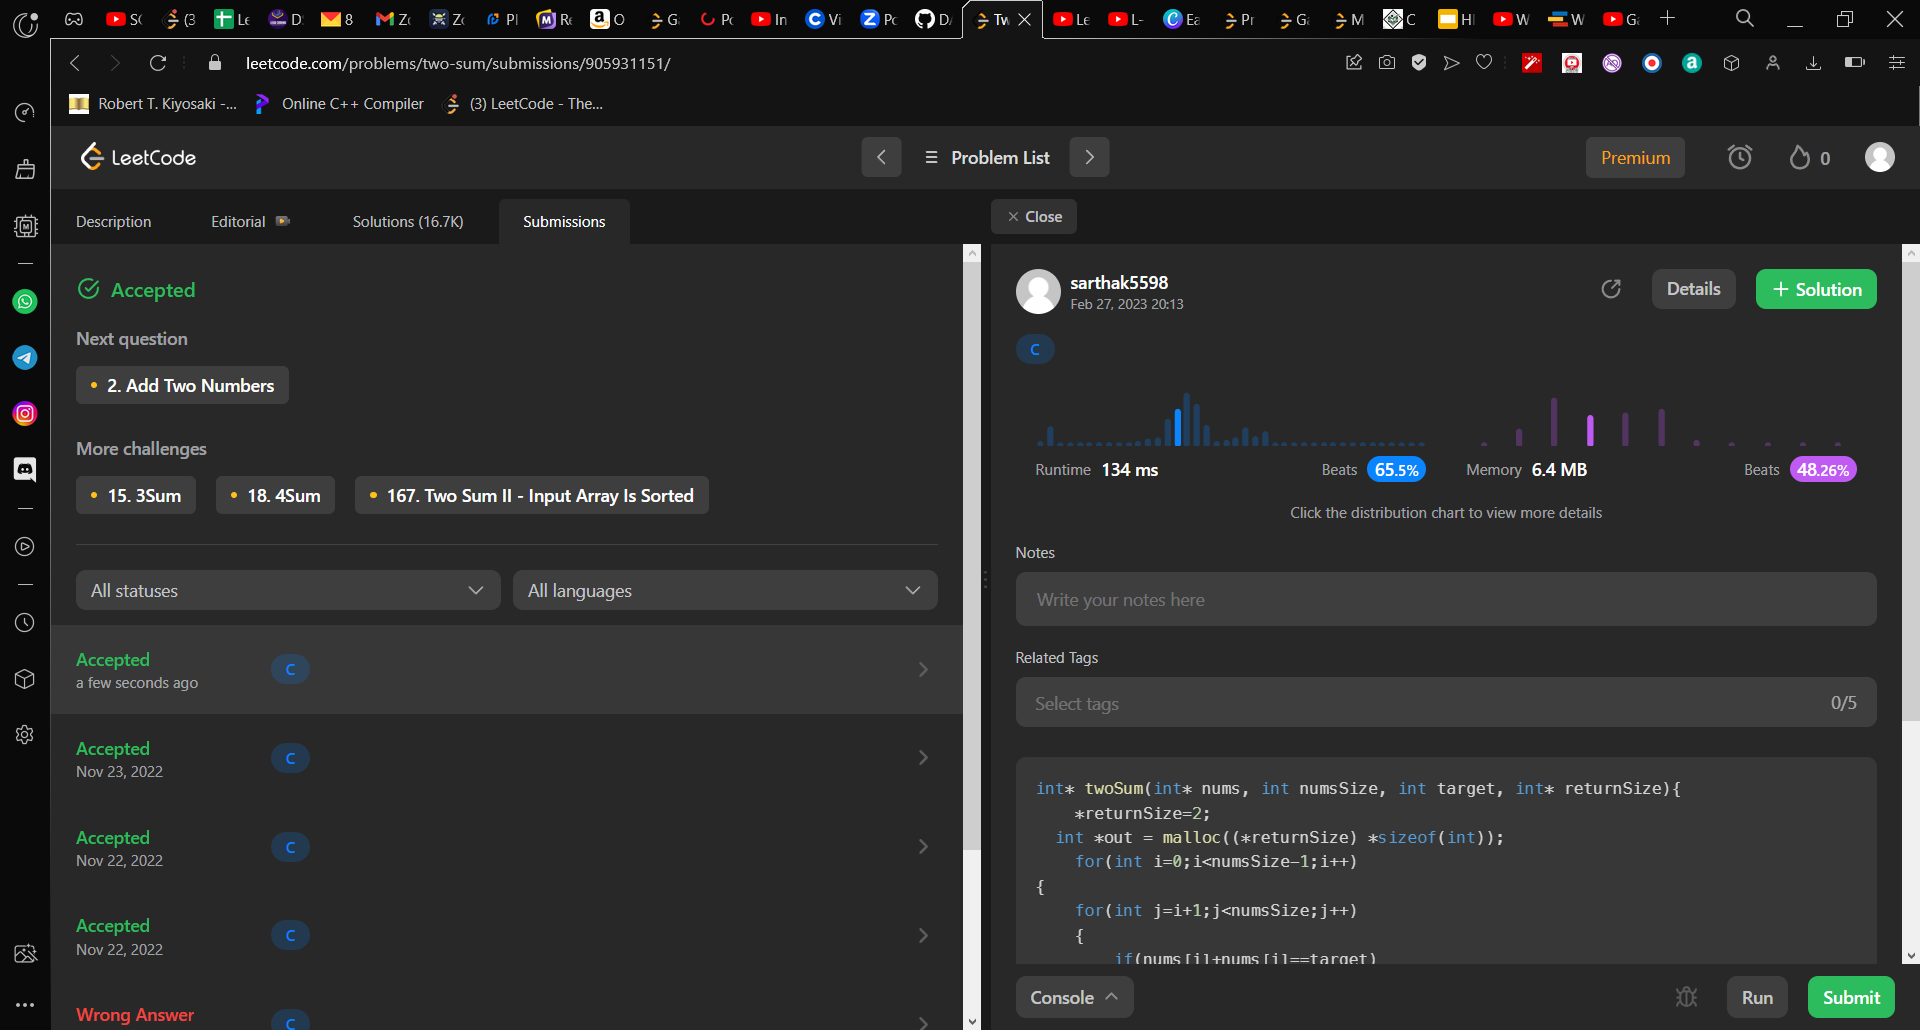 SC
(3
Le
D:
8
Zc
Zc
Pl
Re
O
G
Pc
In
Vi
Pc
D/
Tw
Le
L-
Ea
Pr
Ga
M
C
HI
W
W
Ga
leetcode.com/problems/two-sum/submissions/905931151/
Robert T. Kiyosaki -...
Online C++ Compiler
(3) LeetCode - The...
LeetCode
Problem List
Premium
0
Description
Editorial
Solutions (16.7K)
Submissions
Close
Accepted
Next question
2. Add Two Numbers
More challenges
15. 3Sum
18. 4Sum
167. Two Sum II - Input Array Is Sorted
All statuses
All languages
Accepted
a few seconds ago
C
Accepted
Nov 23, 2022
C
Accepted
Nov 22, 2022
C
Accepted
Nov 22, 2022
C
Wrong Answer
C
sarthak5598
Feb 27, 2023 20:13
Details
+ Solution
C
Runtime 134 ms
Beats 65.5%
Memory 6.4 MB
Beats 48.26%
Click the distribution chart to view more details
Notes
Write your notes here
Related Tags
Select tags
0/5
int* twoSum(int* nums, int numsSize, int target, int* returnSize){
*returnSize=2;
int *out = malloc((*returnSize) *sizeof(int));
for(int i=0;i<numsSize-1;i++)
{
for(int j=i+1;j<numsSize;j++)
{
if(nums[i]+nums[j]==target)
Console
Run
Submit